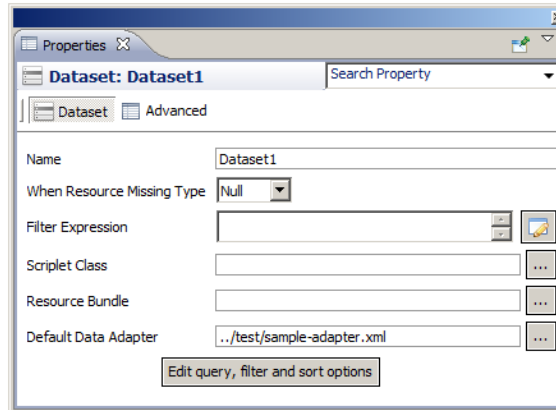 Properties
Dataset: Dataset1
Search Property
Dataset
Advanced
Name
Dataset1
When Resource Missing Type
Null
Filter Expression
Scriptlet Class
...
Resource Bundle
...
Default Data Adapter
../test/sample-adapter.xml
...
Edit query, filter and sort options